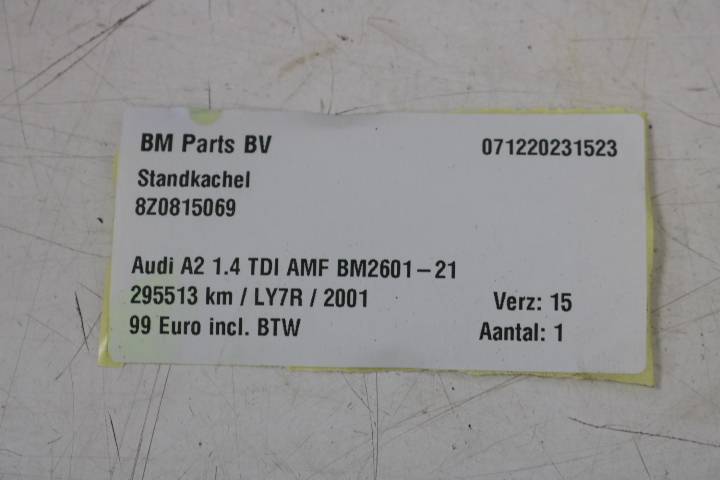 BM Parts BV 071220231523
Standkachel
8Z0815069
Audi A2 1.4 TDI AMF BM2601-21
295513 km / LY7R / 2001 Verz: 15
99 Euro incl. BTW Aantal: 1